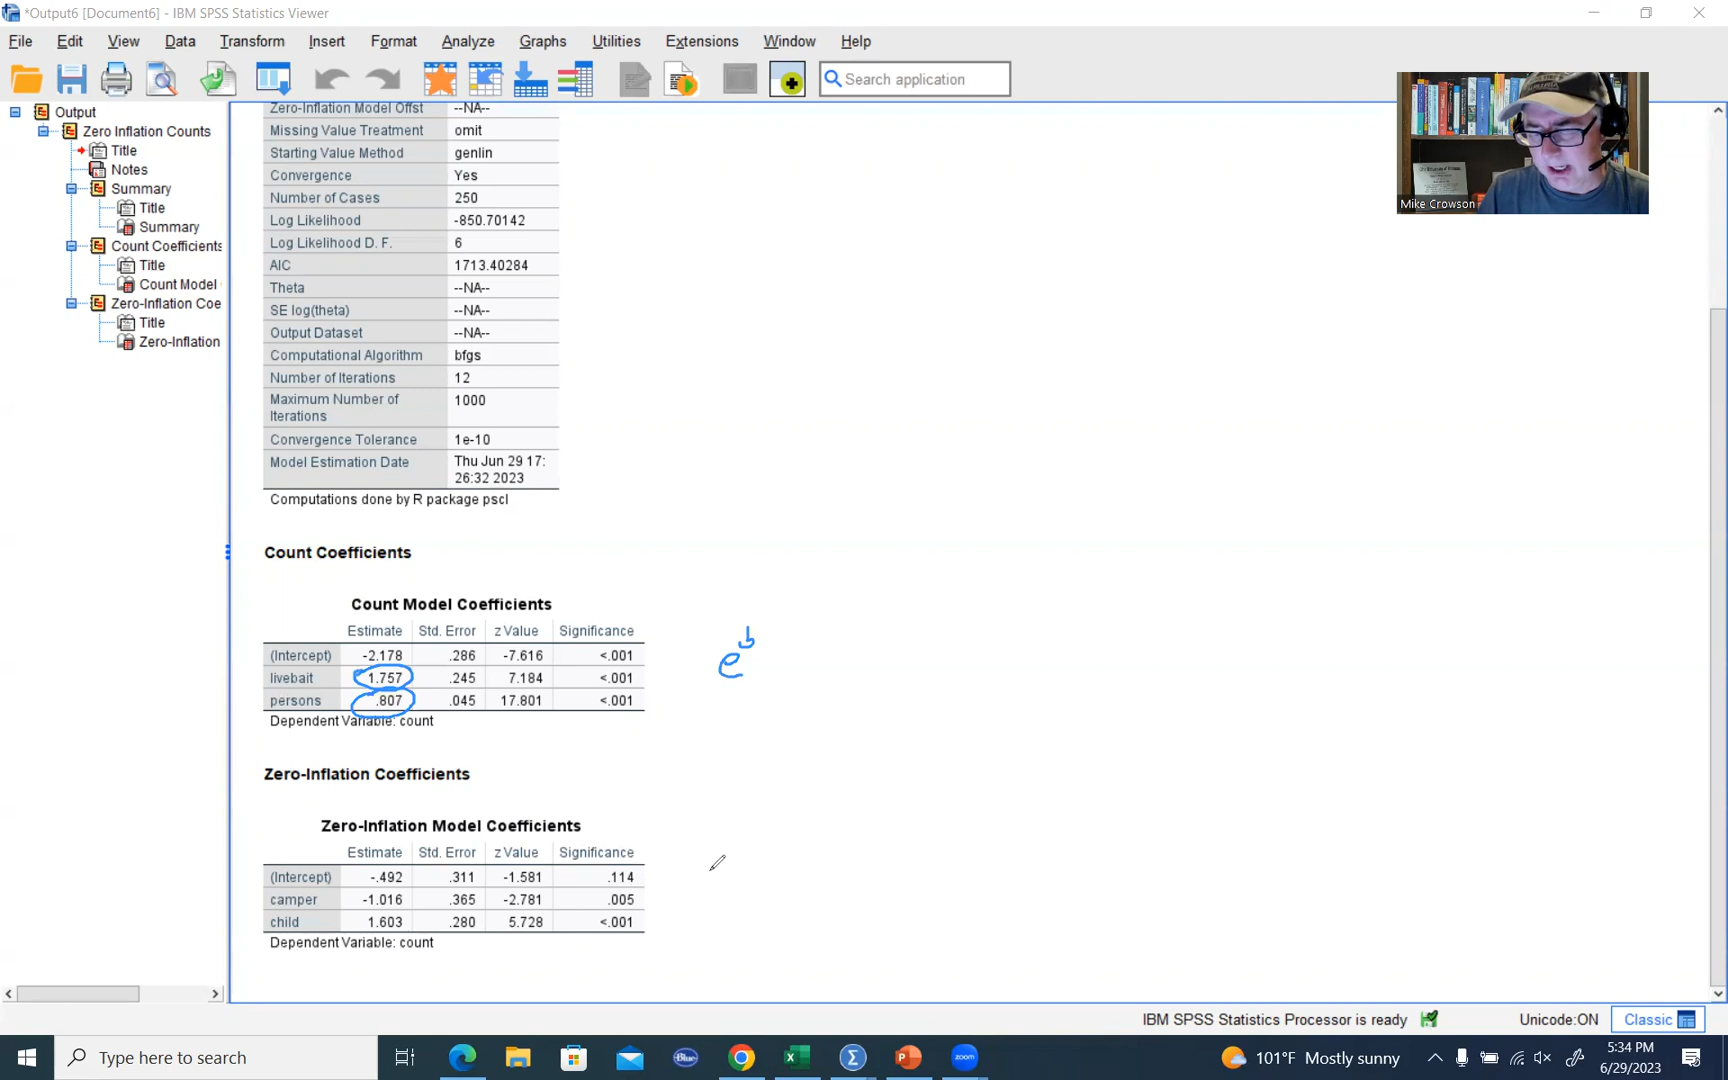 *Output6 [Document6] - IBM SPSS Statistics Viewer
File Edit View Data Transform Insert Format Analyze Graphs Utilities Extensions Window Help
Search application
Output
Zero Inflation Counts
Title
Notes
Summary
Title
Summary
Count Coefficients
Title
Count Model
Zero-Inflation Coe
Title
Zero-Inflation
Zero-Inflation Model Offst --NA--
Missing Value Treatment omit
Starting Value Method genlin
Convergence Yes
Number of Cases 250
Log Likelihood -850.70142
Log Likelihood D. F. 6
AIC 1713.40284
Theta --NA--
SE log(theta) --NA--
Output Dataset --NA--
Computational Algorithm bfgs
Number of Iterations 12
Maximum Number of 1000
Iterations
Convergence Tolerance 1e-10
Model Estimation Date Thu Jun 29 17:
26:32 2023
Computations done by R package pscl
Count Coefficients
Count Model Coefficients
Estimate Std. Error z Value Significance
(Intercept) -2.178 .286 -7.616 <.001
livebait 1.757 .245 7.184 <.001
persons .807 .045 17.801 <.001
Dependent Variable: count
e^b
Zero-Inflation Coefficients
Zero-Inflation Model Coefficients
Estimate Std. Error z Value Significance
(Intercept) -.492 .311 -1.581 .114
camper -1.016 .365 -2.781 .005
child 1.603 .280 5.728 <.001
Dependent Variable: count
Mike Crowson
IBM SPSS Statistics Processor is ready Unicode:ON Classic
Type here to search
Blue
zoom
101°F Mostly sunny
5:34 PM
6/29/2023